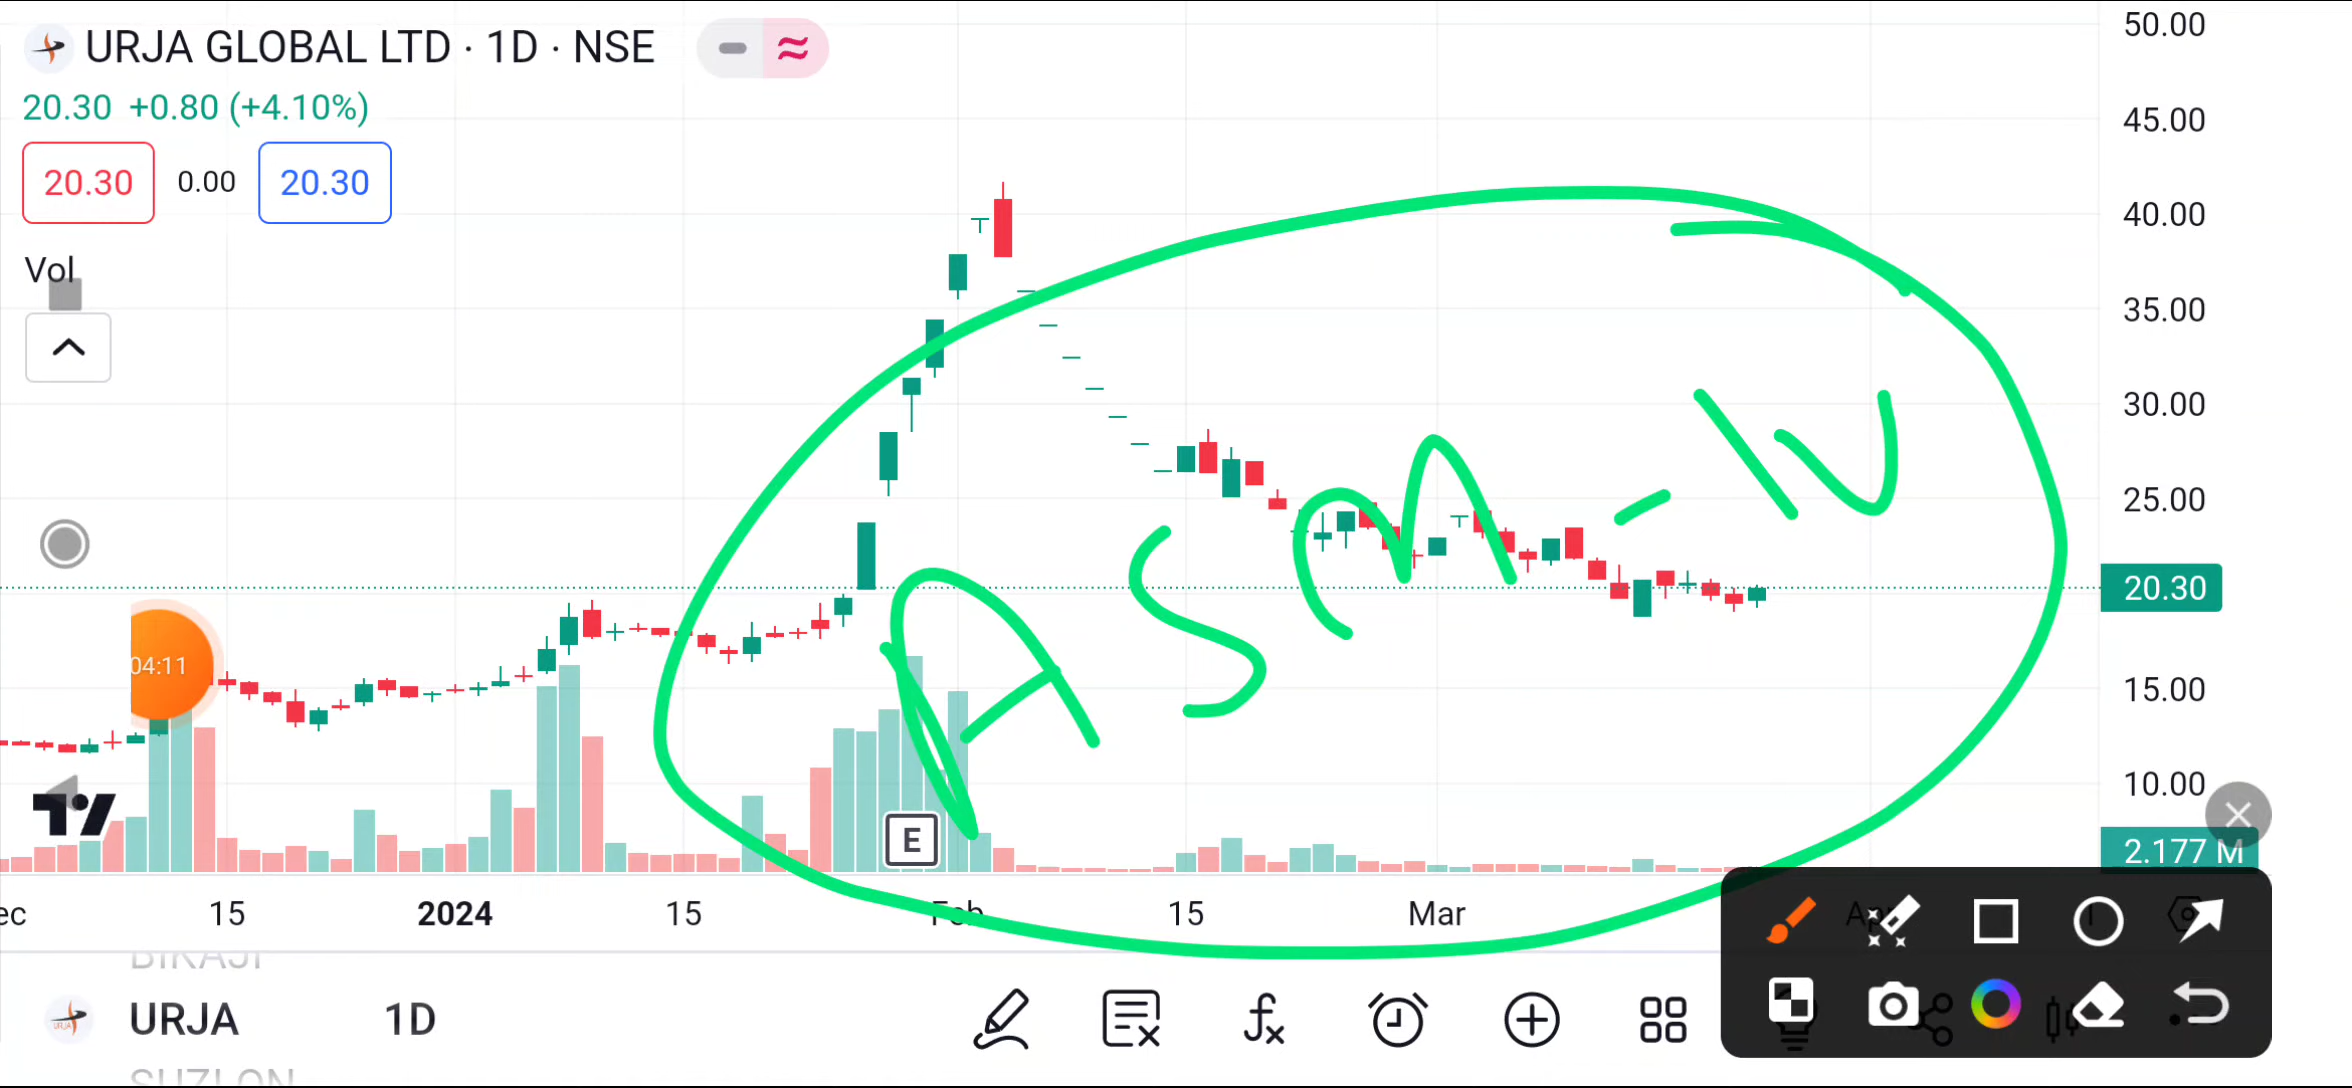 URJA GLOBAL LTD · 1D · NSE
20.30 +0.80 (+4.10%)
20.30 0.00 20.30
Vol
50.00
45.00
40.00
35.00
30.00
25.00
20.30
15.00
10.00
2.177 M
04:11
ASM-IV
E
15 2024 15 Feb 15 Mar
BIKAJI
URJA 1D
SUZLON